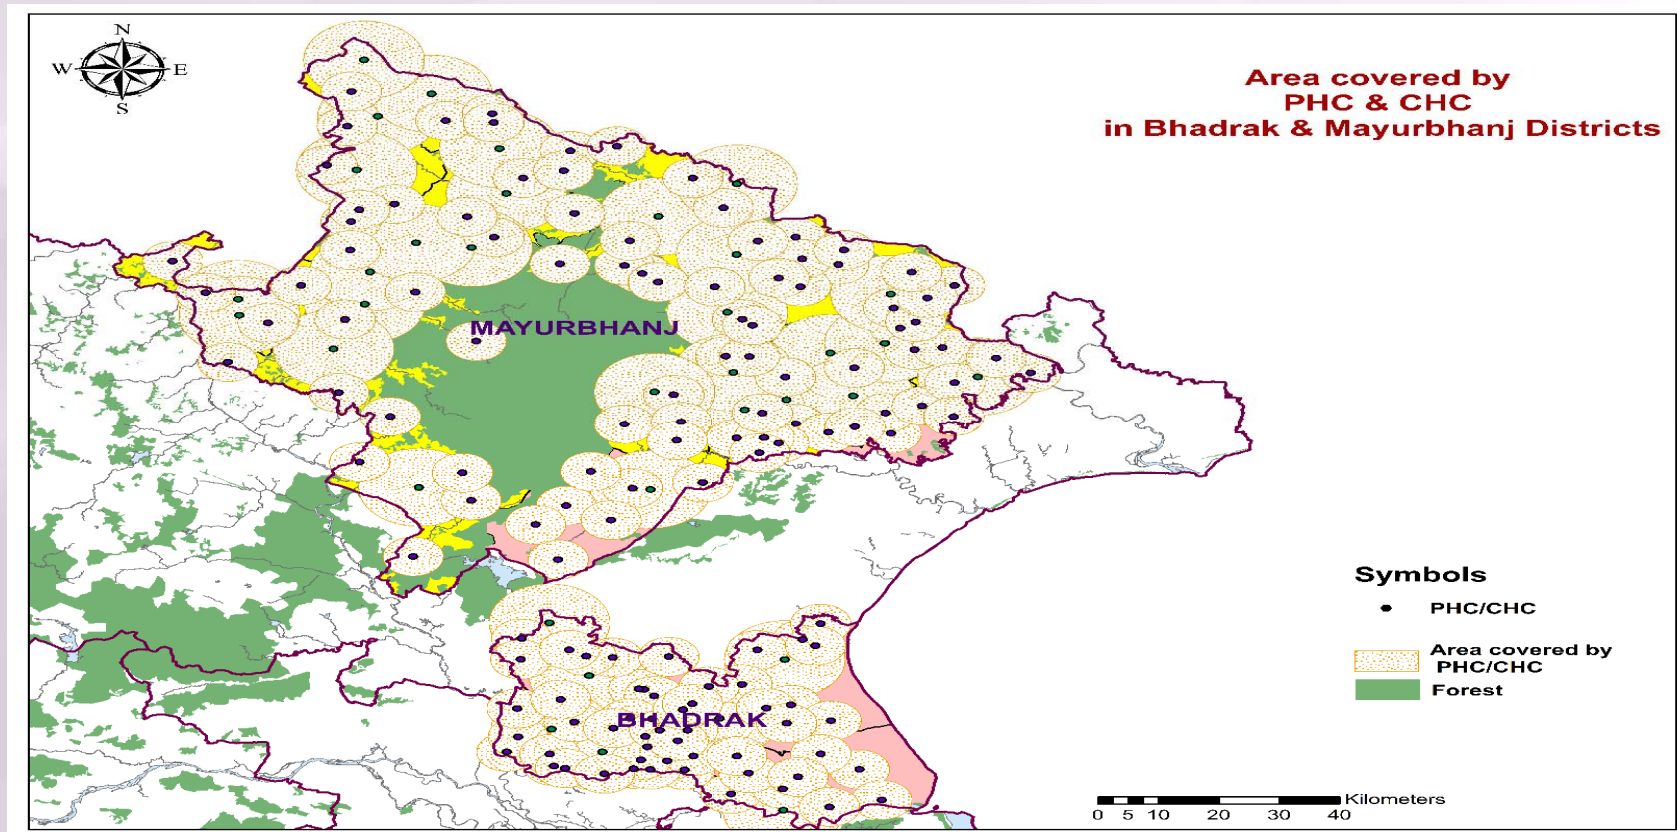 N
W E
S
Area covered by
PHC & CHC
in Bhadrak & Mayurbhanj Districts
MAYURBHANJ
BHADRAK
Symbols
PHC/CHC
Area covered by
PHC/CHC
Forest
Kilometers
0 5 10 20 30 40